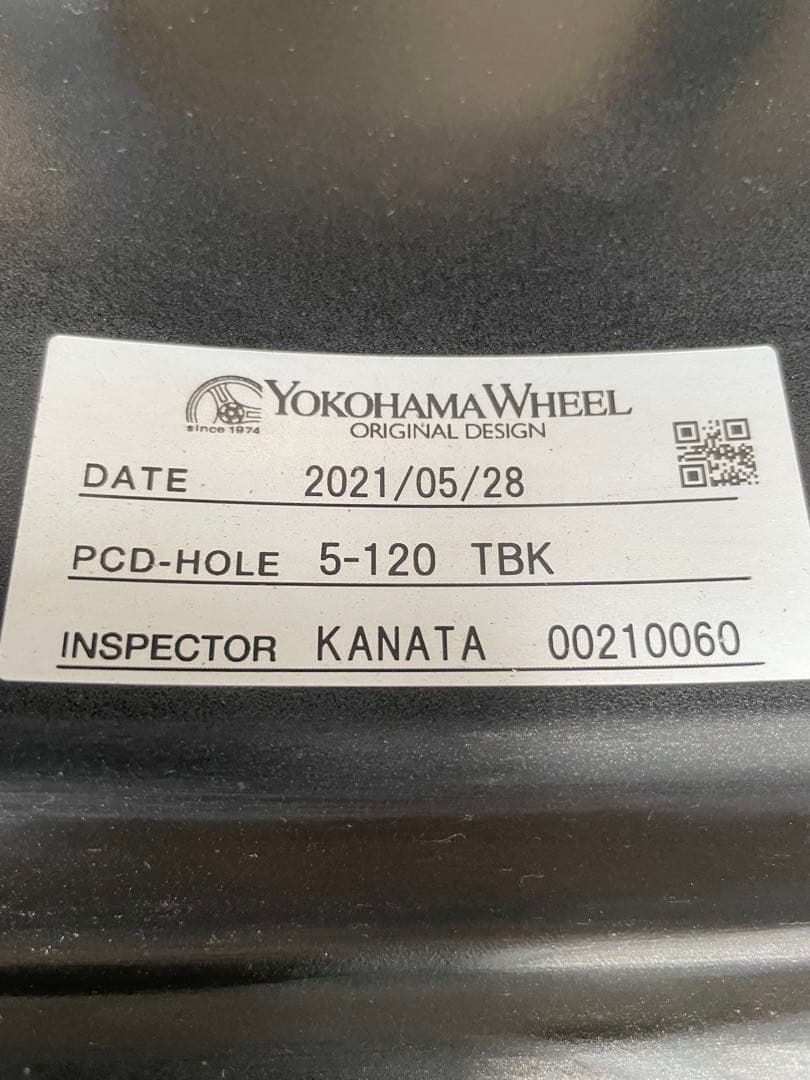 YOKOHAMA WHEEL
since 1974
ORIGINAL DESIGN
DATE 2021/05/28
PCD-HOLE 5-120 TBK
INSPECTOR KANATA 00210060